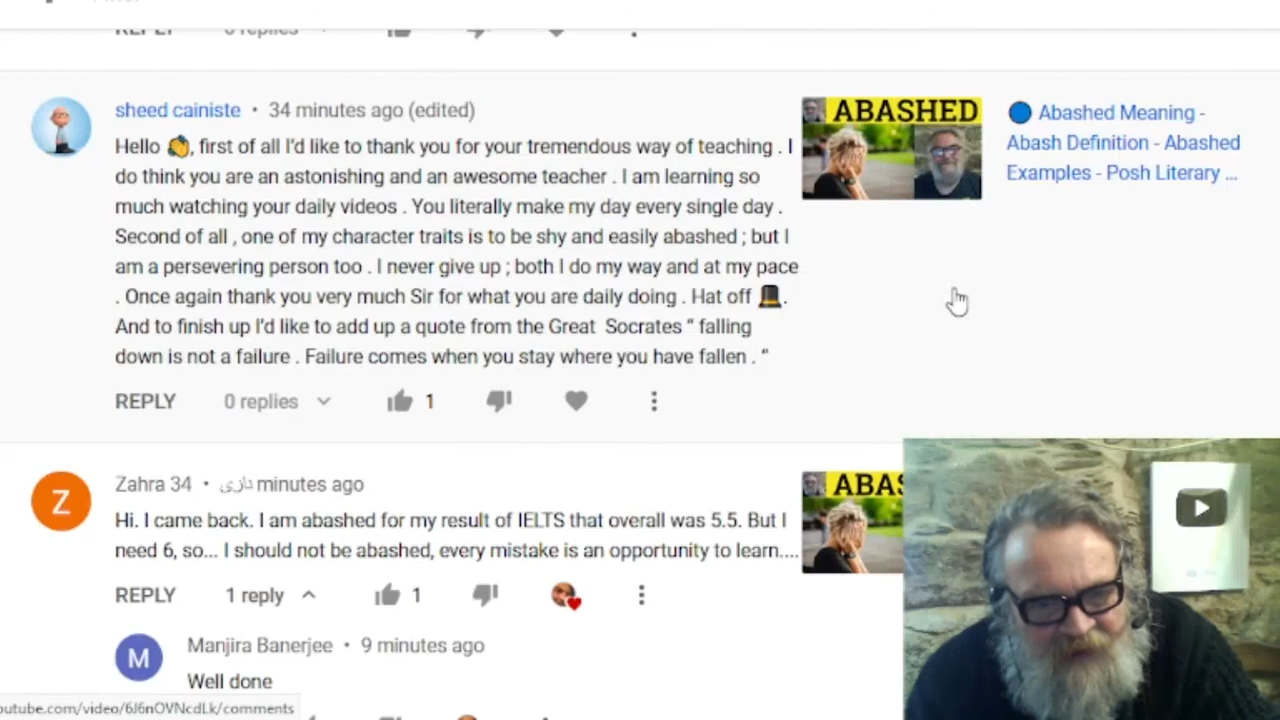 REPLY 0 replies
sheed cainiste • 34 minutes ago (edited)
Hello 👏, first of all I'd like to thank you for your tremendous way of teaching . I
do think you are an astonishing and an awesome teacher . I am learning so
much watching your daily videos . You literally make my day every single day .
Second of all , one of my character traits is to be shy and easily abashed ; but I
am a persevering person too . I never give up ; both I do my way and at my pace
. Once again thank you very much Sir for what you are daily doing . Hat off 🎩.
And to finish up I'd like to add up a quote from the Great Socrates “ falling
down is not a failure . Failure comes when you stay where you have fallen . “
REPLY 0 replies 1
ABASHED
🔵 Abashed Meaning -
Abash Definition - Abashed
Examples - Posh Literary ...
Z
Zahra 34 • دازی minutes ago
Hi. I came back. I am abashed for my result of IELTS that overall was 5.5. But I
need 6, so... I should not be abashed, every mistake is an opportunity to learn....
REPLY 1 reply 1
ABAS
M
Manjira Banerjee • 9 minutes ago
Well done
outube.com/video/6J6nOVNcdLk/comments